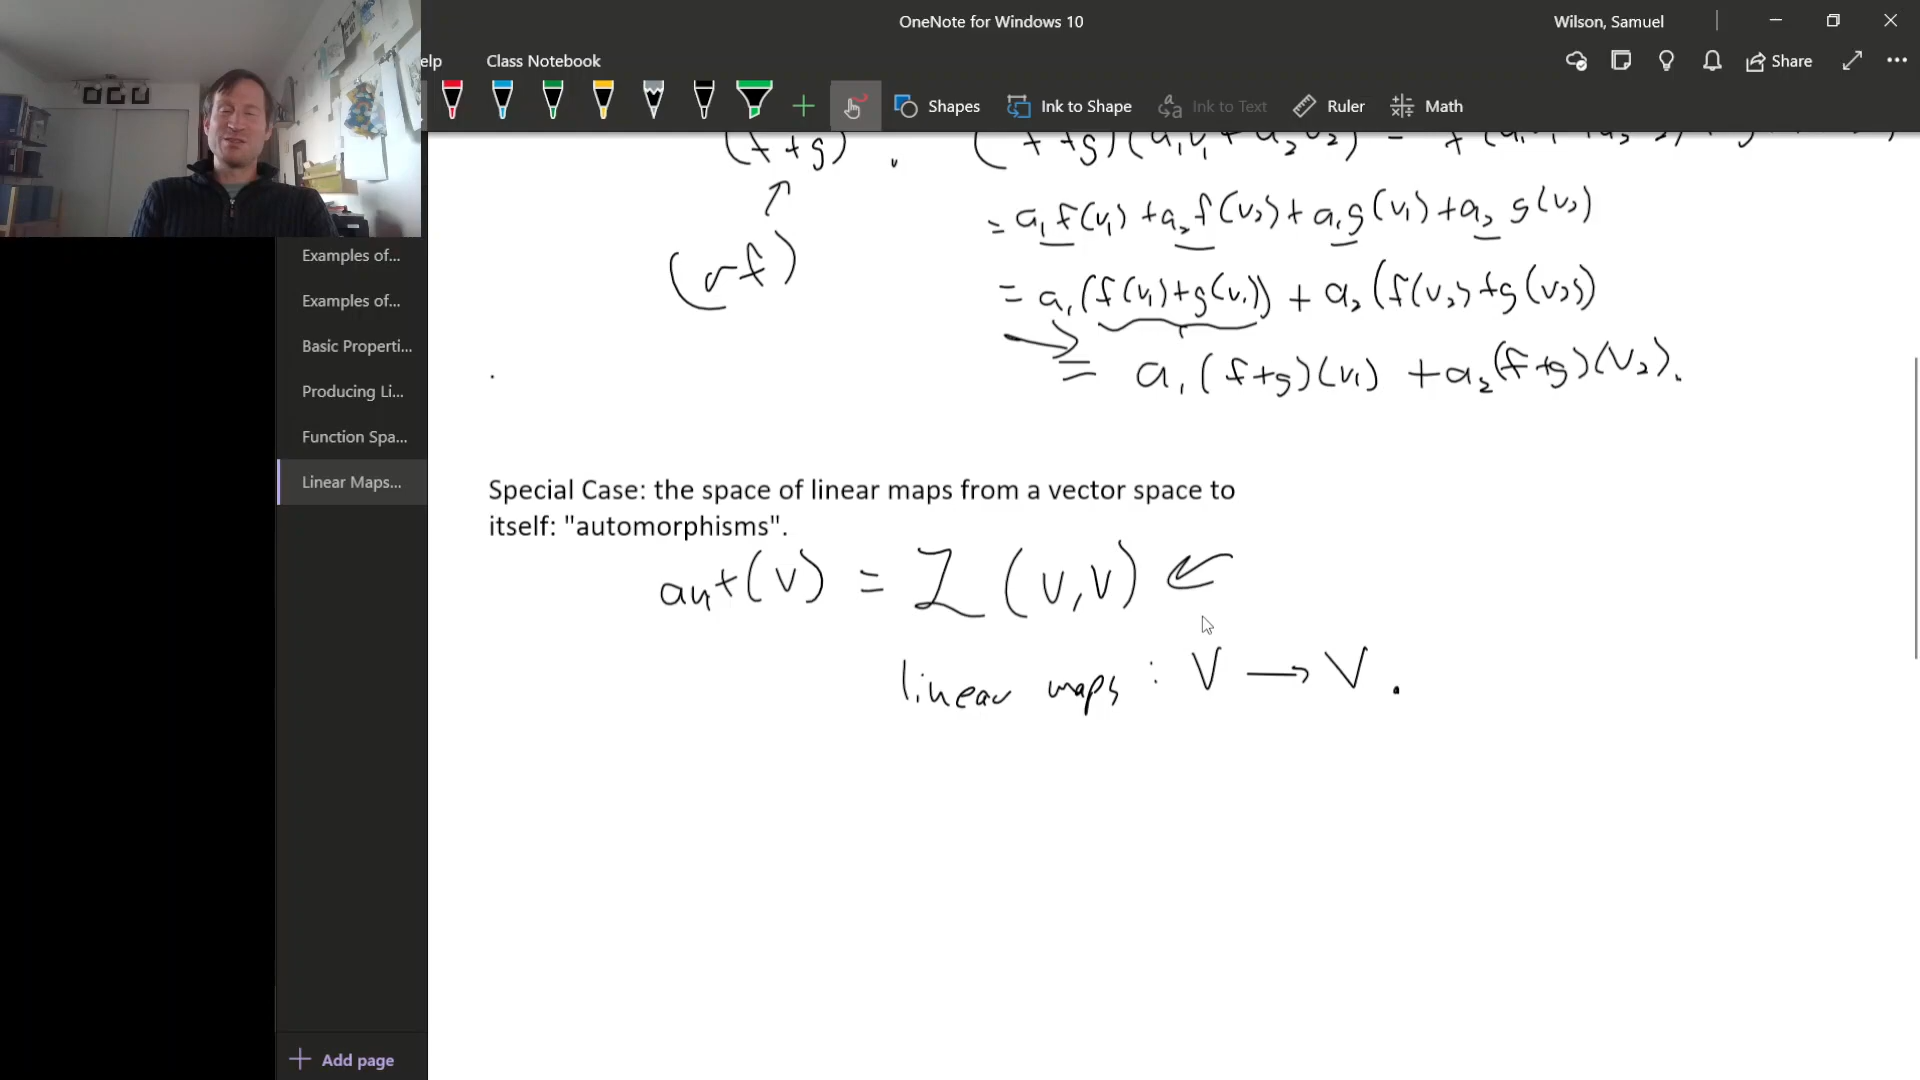 OneNote for Windows 10
Wilson, Samuel
elp
Class Notebook
Share
Shapes
Ink to Shape
Ink to Text
Ruler
Math
Examples of...
Examples of...
Basic Properti...
Producing Li...
Function Spa...
Linear Maps...
Add page
(f+g)
(rf)
(f+g)(a₁v₁+a₂v₂) =
= a₁f(v₁)+a₂f(v₂)+a₁g(v₁)+a₂g(v₂)
= a₁(f(v₁)+g(v₁)) + a₂(f(v₂)+g(v₂))
= a₁(f+g)(v₁) + a₂(f+g)(v₂).
Special Case: the space of linear maps from a vector space to
itself: "automorphisms".
aut(V) = L(V,V) ←
linear maps : V → V.